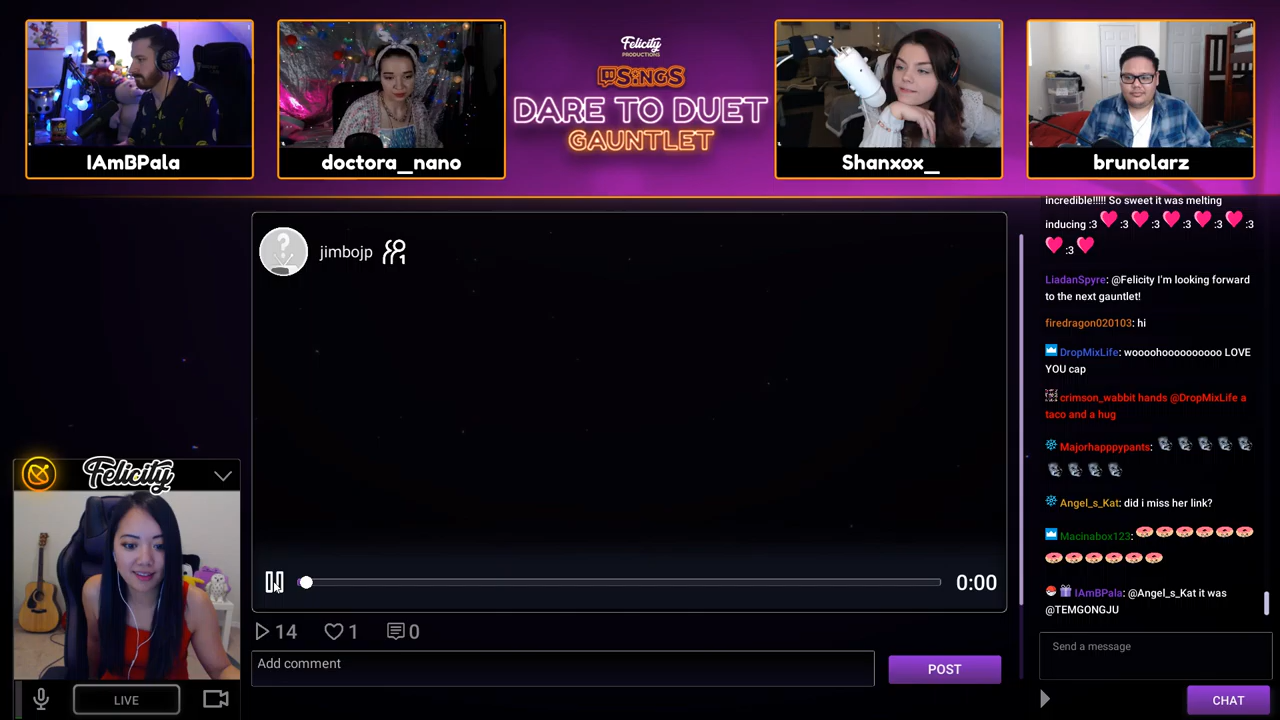 IAmBPala
doctora_nano
Felicity
PRODUCTIONS
SINGS
DARE TO DUET
GAUNTLET
Shanxox_
brunolarz
jimbojp
0:00
14
1
0
Add comment
POST
Felicity
LIVE
incredible!!!!! So sweet it was melting
inducing :3 :3 :3 :3 :3 :3
:3
LiadanSpyre: @Felicity I'm looking forward
to the next gauntlet!
firedragon020103: hi
DropMixLife: woooohoooooooooo LOVE
YOU cap
crimson_wabbit hands @DropMixLife a
taco and a hug
Majorhapppypants:
Angel_s_Kat: did i miss her link?
Macinabox123:
IAmBPala: @Angel_s_Kat it was
@TEMGONGJU
Send a message
CHAT